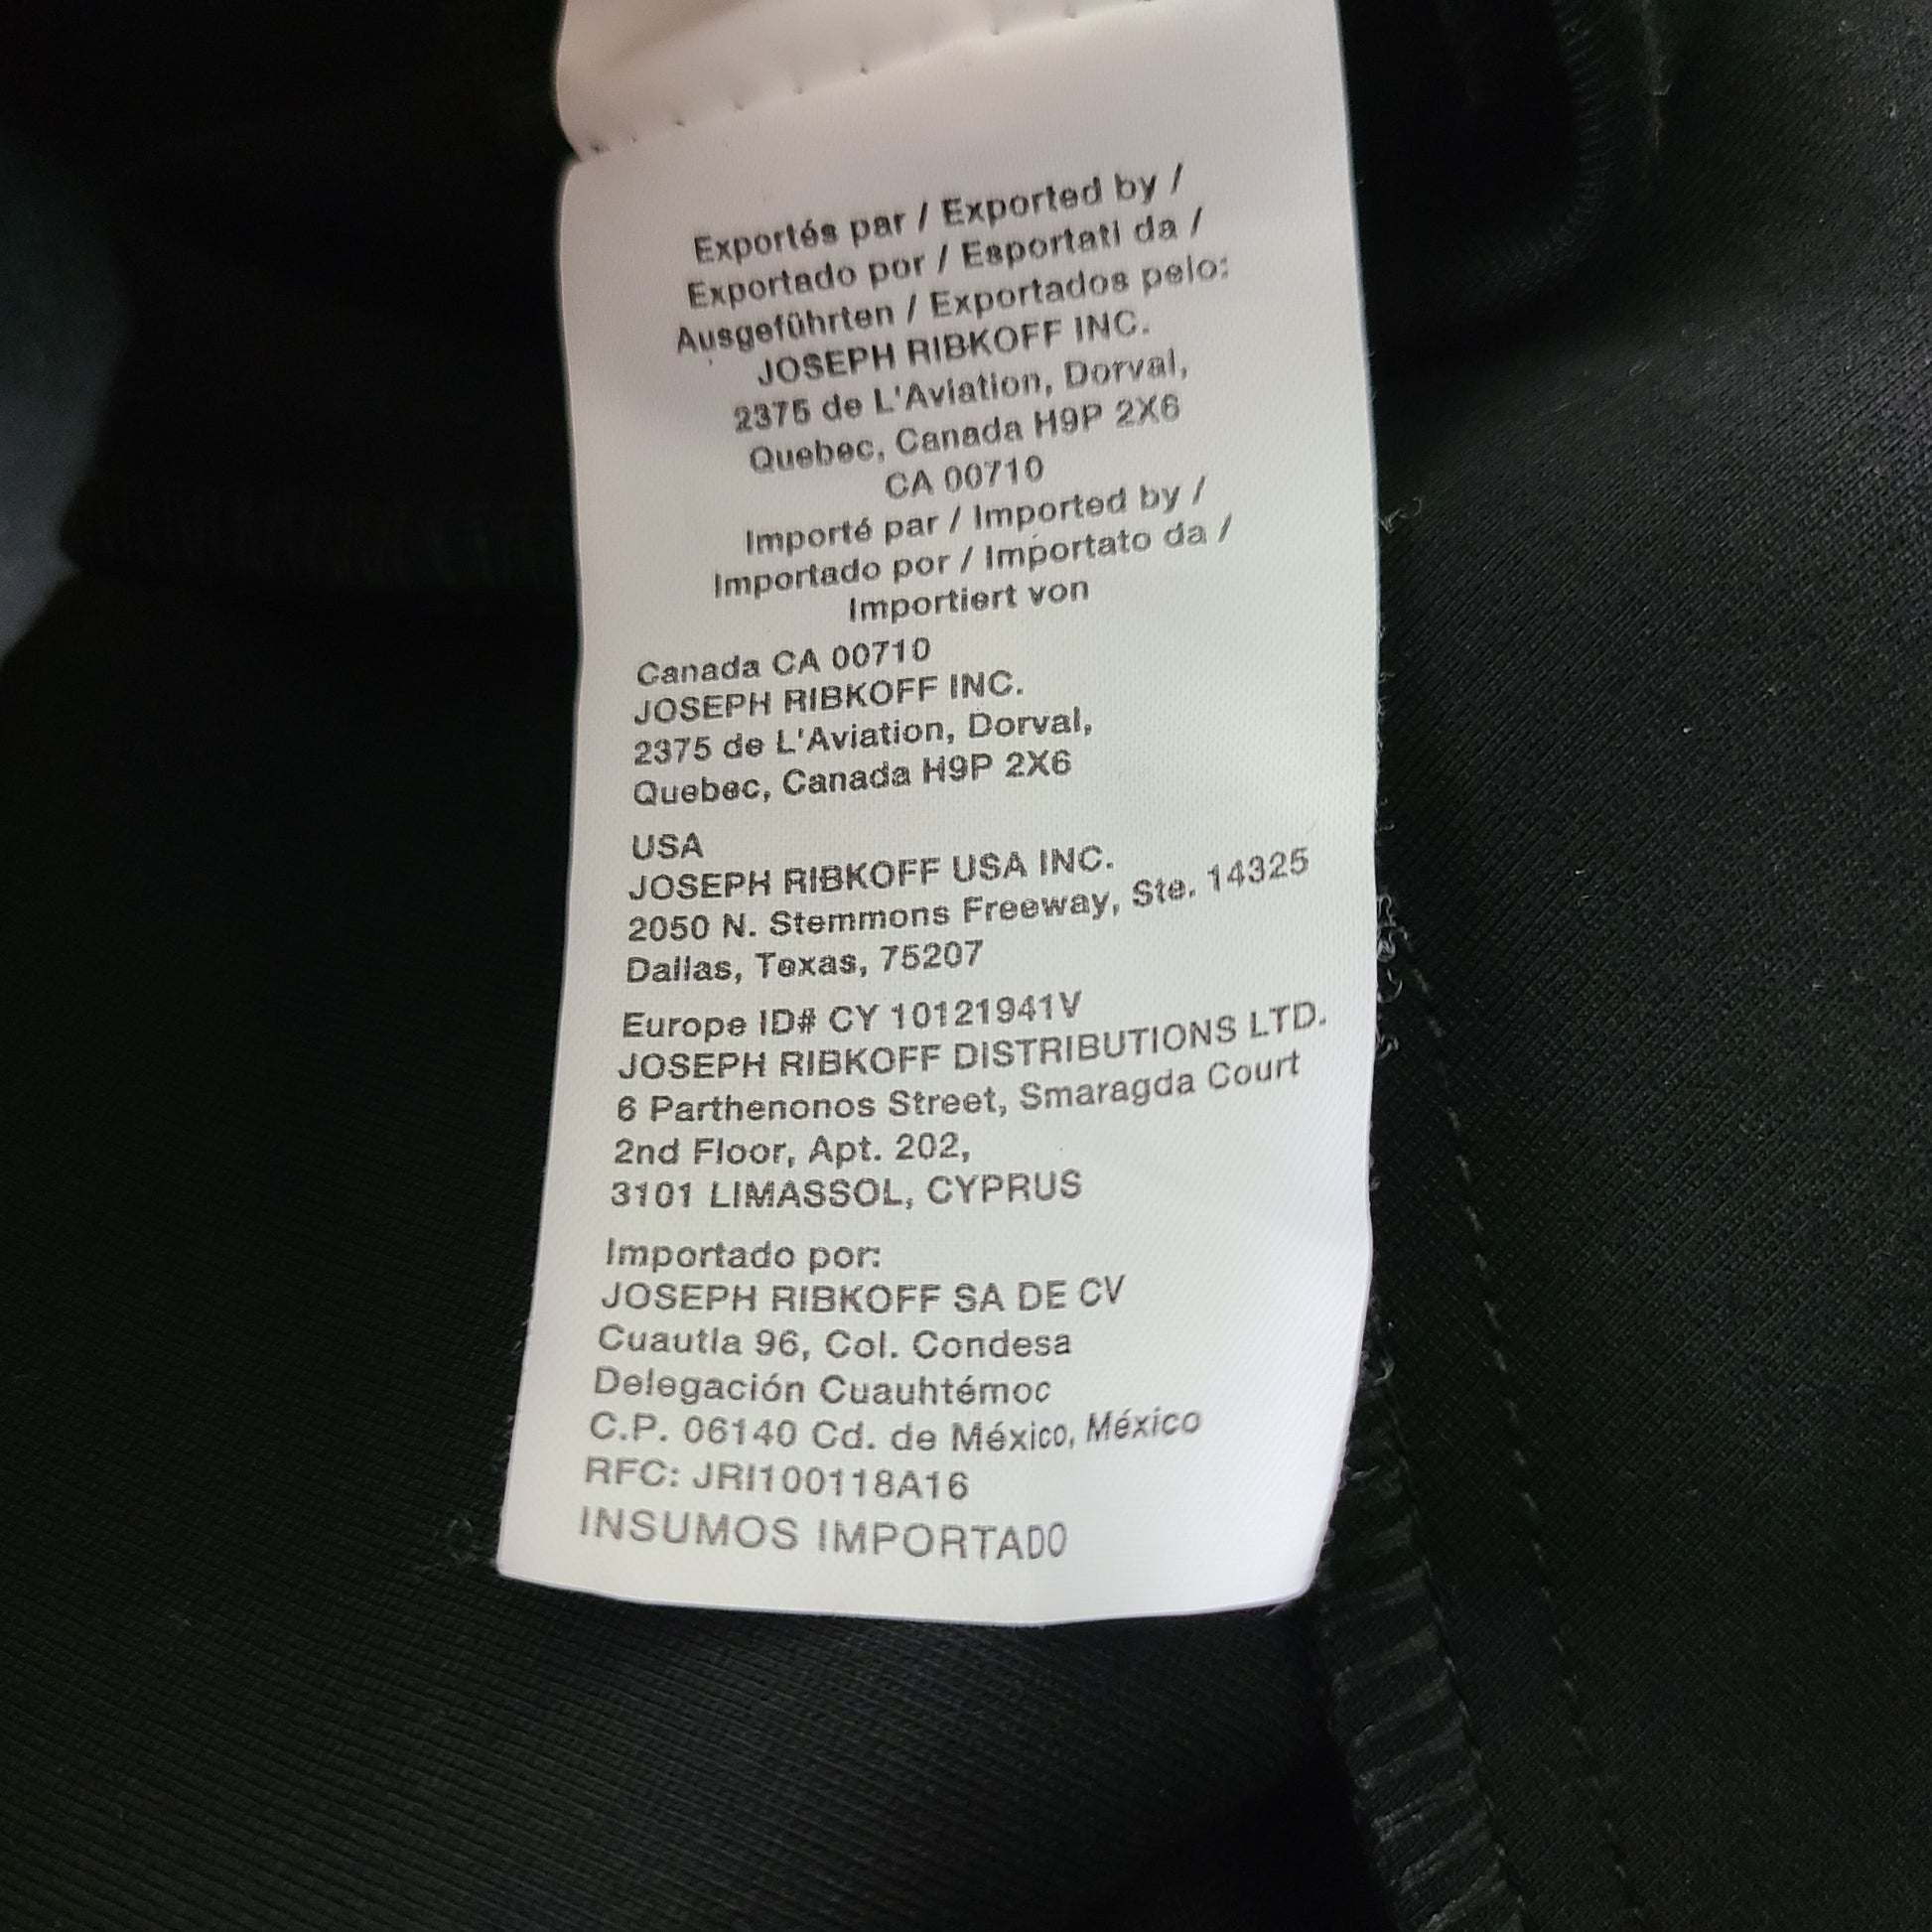 Exportés par / Exported by /
Exportado por / Esportati da /
Ausgeführten / Exportados pelo:
JOSEPH RIBKOFF INC.
2375 de L'Aviation, Dorval,
Quebec, Canada H9P 2X6
CA 00710
Importé par / Imported by /
Importado por / Importato da /
Importiert von
Canada CA 00710
JOSEPH RIBKOFF INC.
2375 de L'Aviation, Dorval,
Quebec, Canada H9P 2X6
USA
JOSEPH RIBKOFF USA INC.
2050 N. Stemmons Freeway, Ste. 14325
Dallas, Texas, 75207
Europe ID# CY 10121941V
JOSEPH RIBKOFF DISTRIBUTIONS LTD.
6 Parthenonos Street, Smaragda Court
2nd Floor, Apt. 202,
3101 LIMASSOL, CYPRUS
Importado por:
JOSEPH RIBKOFF SA DE CV
Cuautla 96, Col. Condesa
Delegación Cuauhtémoc
C.P. 06140 Cd. de México, México
RFC: JRI100118A16
INSUMOS IMPORTADO